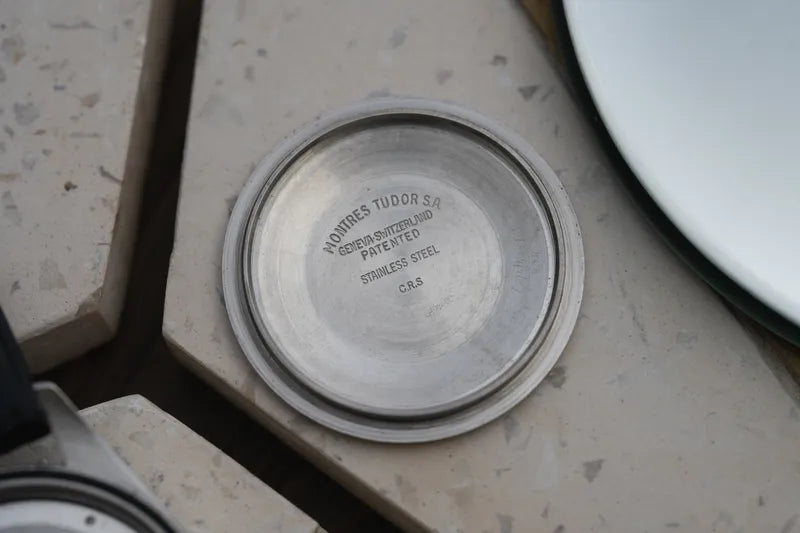 MONTRES TUDOR S.A.
GENEVA-SWITZERLAND
PATENTED
STAINLESS STEEL
C.R.S